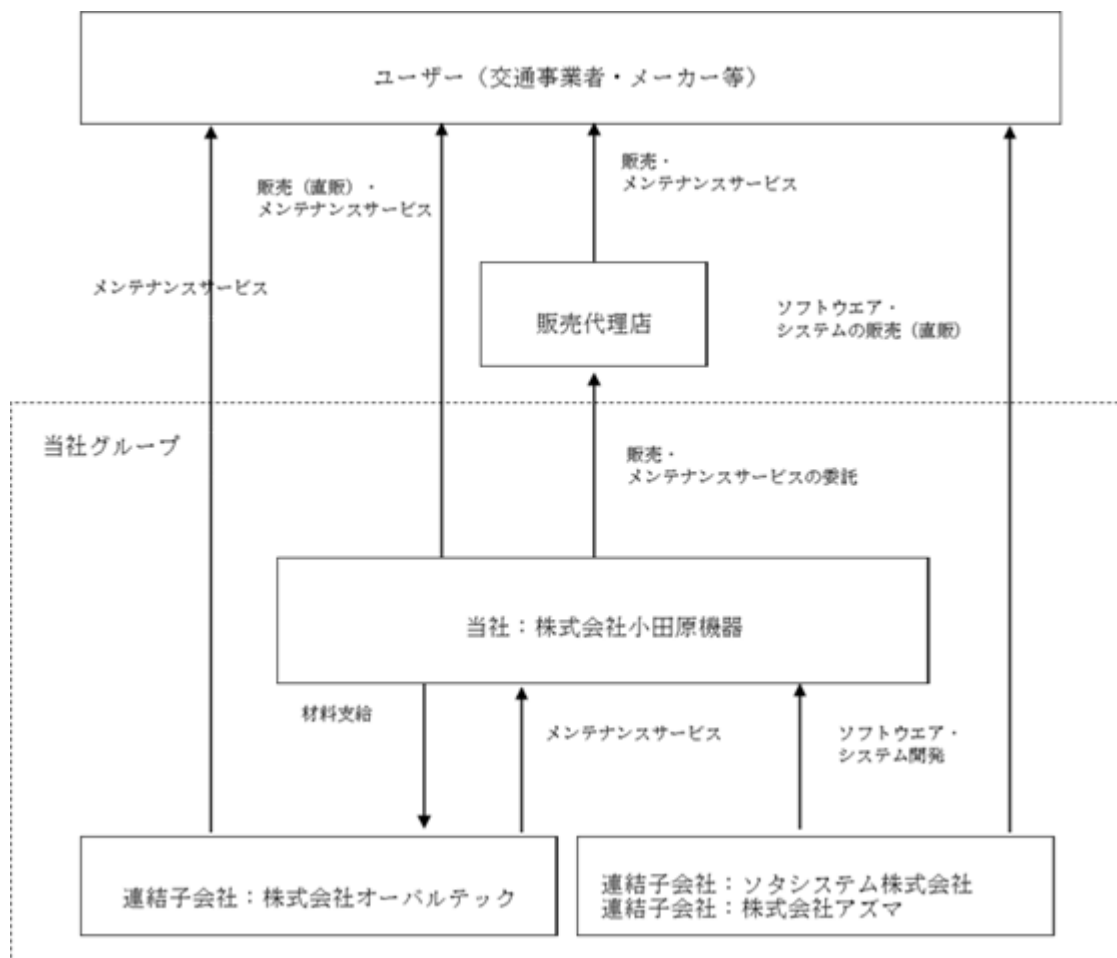 ユーザー（交通事業者・メーカー等）
販売・
メンテナンスサービス
販売（直販）・
メンテナンスサービス
メンテナンスサービス
販売代理店
ソフトウエア・
システムの販売（直販）
当社グループ
販売・
メンテナンスサービスの委託
当社：株式会社小田原機器
材料支給
メンテナンスサービス
ソフトウエア・
システム開発
連結子会社：株式会社オーバルテック
連結子会社：ソタシステム株式会社
連結子会社：株式会社アズマ